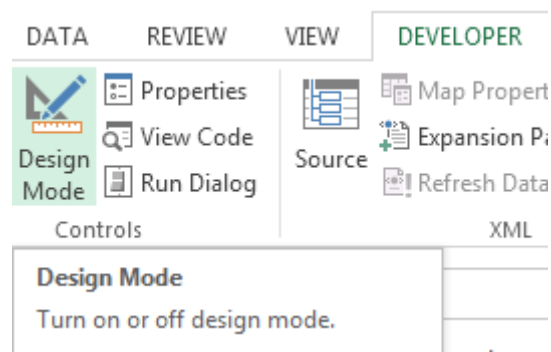 DATA REVIEW VIEW DEVELOPER
Properties
View Code
Run Dialog
Design
Mode
Controls
Source
Map Propert
Expansion Pa
Refresh Data
XML
Design Mode
Turn on or off design mode.